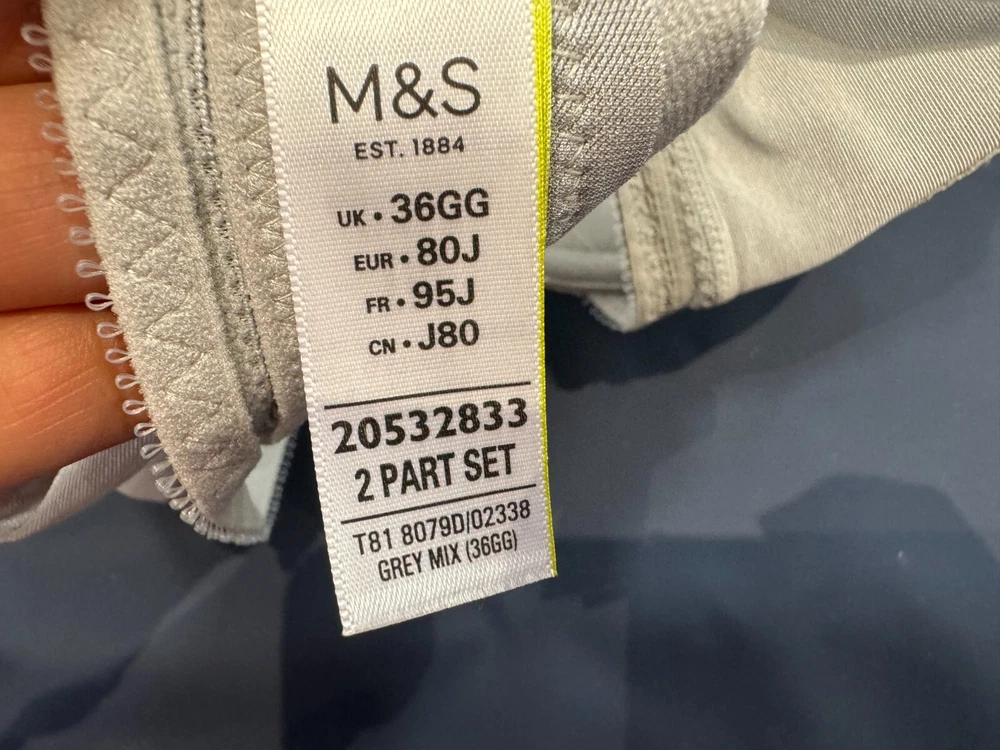 M&S
EST. 1884
UK • 36GG
EUR • 80J
FR • 95J
CN • J80
20532833
2 PART SET
T81 8079D/02338
GREY MIX (36GG)